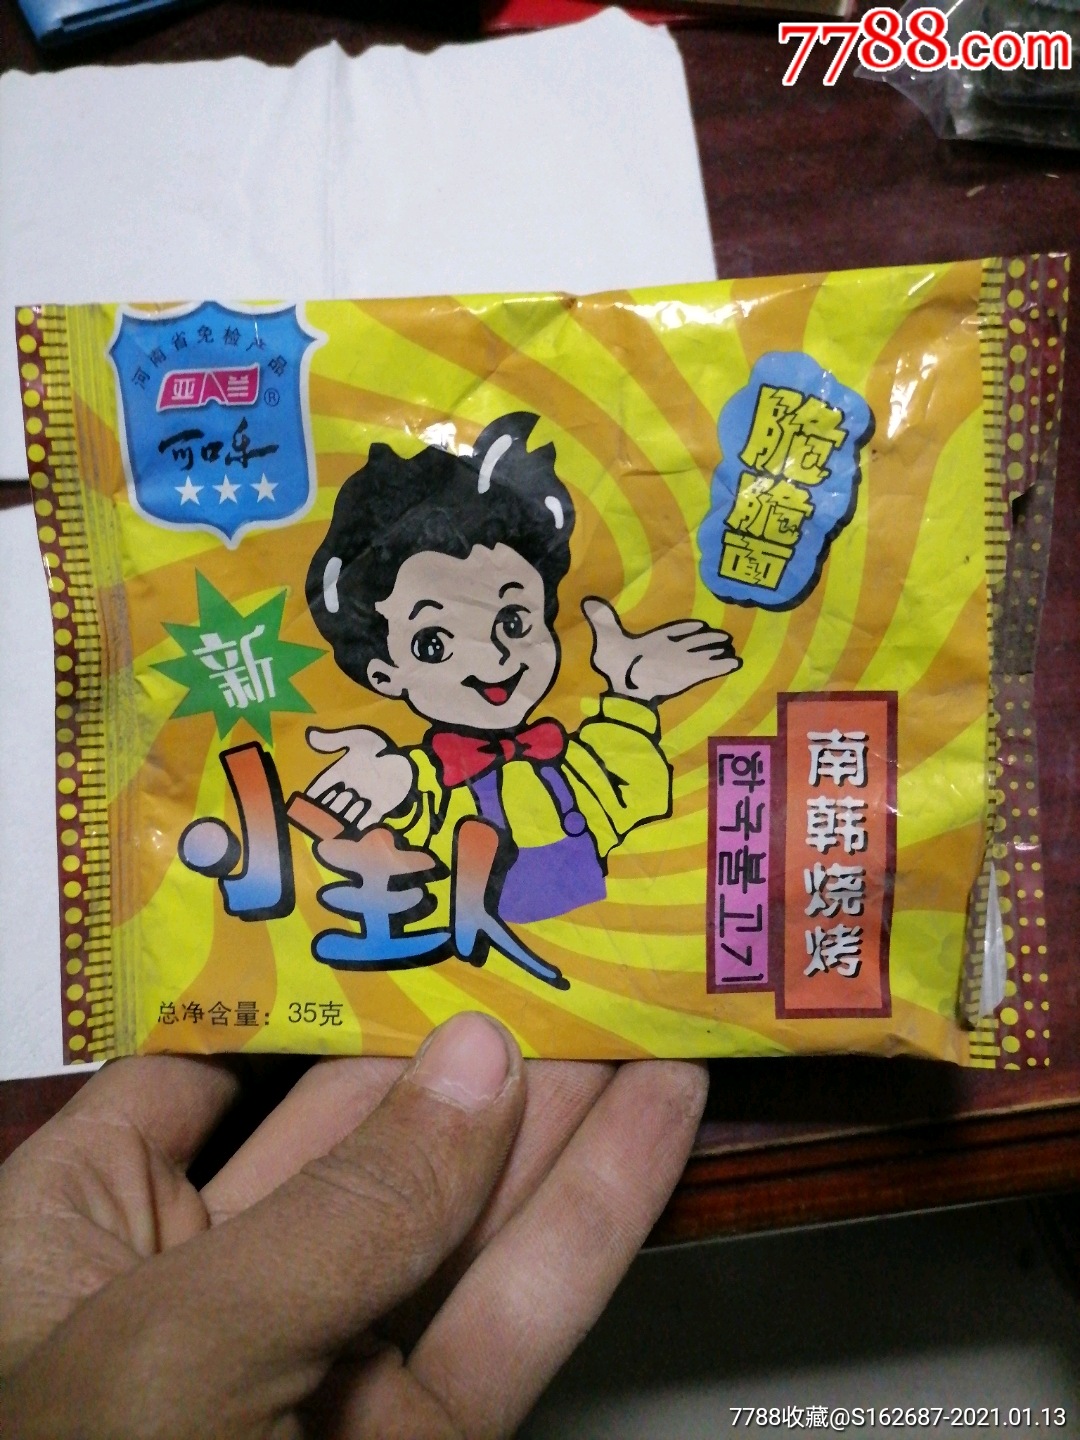 7788.com
河南省免检产品
亚兰®
可口乐
脆脆面
新
小主人
南韩烧烤
한국불고기
总净含量：35克
7788收藏@S162687-2021.01.13